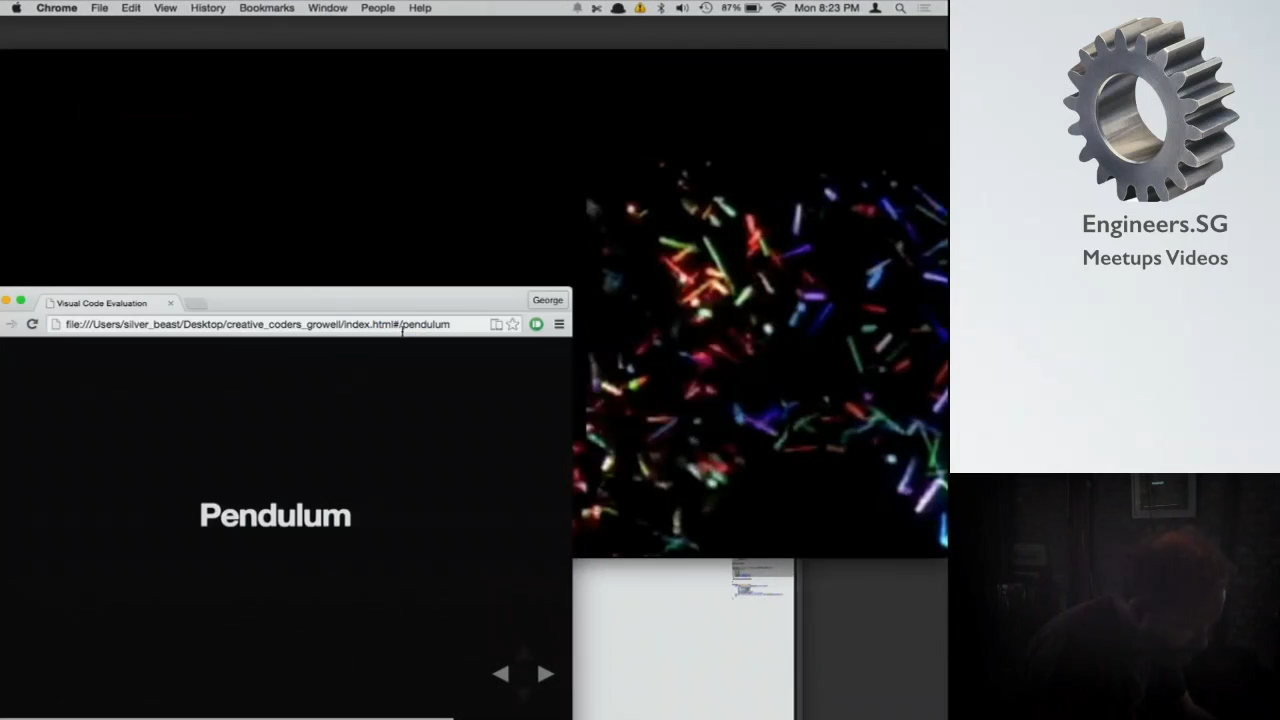 Chrome File Edit View History Bookmarks Window People Help 87% Mon 8:23 PM
Visual Code Evaluation George
file:///Users/silver_beast/Desktop/creative_coders_growell/index.html#/pendulum
Pendulum
Engineers.SG
Meetups Videos